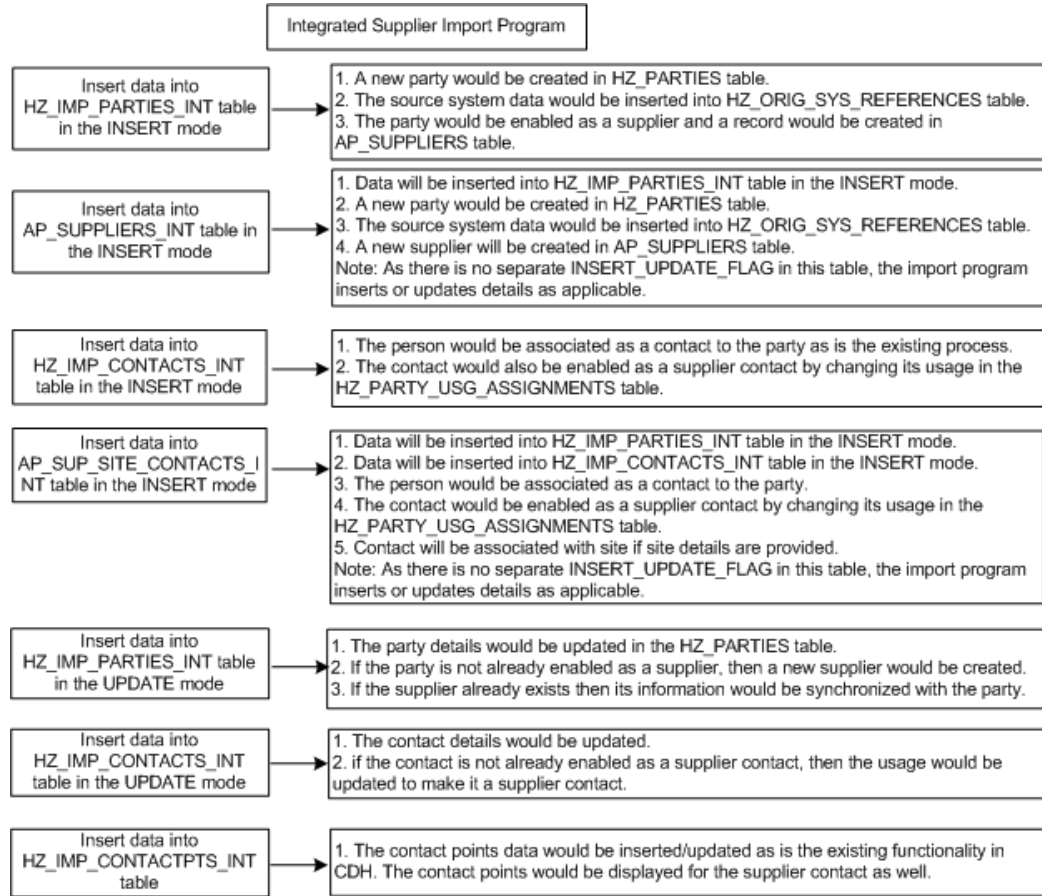 Integrated Supplier Import Program
Insert data into
HZ_IMP_PARTIES_INT table
in the INSERT mode
1. A new party would be created in HZ_PARTIES table.
2. The source system data would be inserted into HZ_ORIG_SYS_REFERENCES table.
3. The party would be enabled as a supplier and a record would be created in
AP_SUPPLIERS table.
Insert data into
AP_SUPPLIERS_INT table in
the INSERT mode
1. Data will be inserted into HZ_IMP_PARTIES_INT table in the INSERT mode.
2. A new party would be created in HZ_PARTIES table.
3. The source system data would be inserted into HZ_ORIG_SYS_REFERENCES table.
4. A new supplier will be created in AP_SUPPLIERS table.
Note: As there is no separate INSERT_UPDATE_FLAG in this table, the import program
inserts or updates details as applicable.
Insert data into
HZ_IMP_CONTACTS_INT
table in the INSERT mode
1. The person would be associated as a contact to the party as is the existing process.
2. The contact would also be enabled as a supplier contact by changing its usage in the
HZ_PARTY_USG_ASSIGNMENTS table.
Insert data into
AP_SUP_SITE_CONTACTS_I
NT table in the INSERT mode
1. Data will be inserted into HZ_IMP_PARTIES_INT table in the INSERT mode.
2. Data will be inserted into HZ_IMP_CONTACTS_INT table in the INSERT mode.
3. The person would be associated as a contact to the party.
4. The contact would be enabled as a supplier contact by changing its usage in the
HZ_PARTY_USG_ASSIGNMENTS table.
5. Contact will be associated with site if site details are provided.
Note: As there is no separate INSERT_UPDATE_FLAG in this table, the import program
inserts or updates details as applicable.
Insert data into
HZ_IMP_PARTIES_INT table
in the UPDATE mode
1. The party details would be updated in the HZ_PARTIES table.
2. If the party is not already enabled as a supplier, then a new supplier would be created.
3. If the supplier already exists then its information would be synchronized with the party.
Insert data into
HZ_IMP_CONTACTS_INT
table in the UPDATE mode
1. The contact details would be updated.
2. if the contact is not already enabled as a supplier contact, then the usage would be
updated to make it a supplier contact.
Insert data into
HZ_IMP_CONTACTPTS_INT
table
1. The contact points data would be inserted/updated as is the existing functionality in
CDH. The contact points would be displayed for the supplier contact as well.